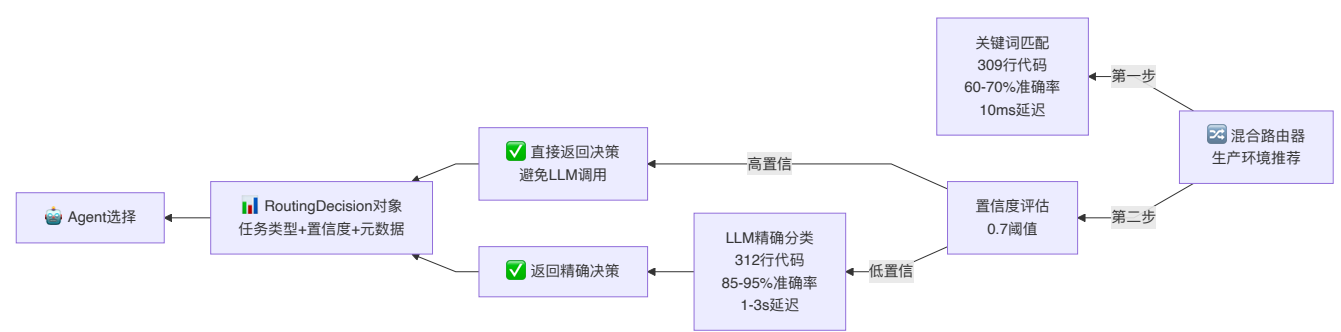 关键词匹配
309行代码
60-70%准确率
10ms延迟
第一步
🔀 混合路由器
生产环境推荐
第二步
置信度评估
0.7阈值
高置信
✅ 直接返回决策
避免LLM调用
低置信
LLM精确分类
312行代码
85-95%准确率
1-3s延迟
✅ 返回精确决策
📊 RoutingDecision对象
任务类型+置信度+元数据
🤖 Agent选择